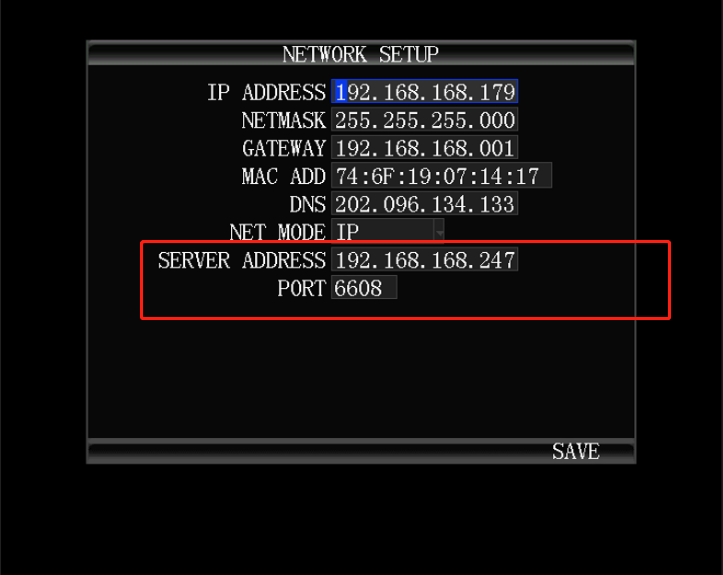 NETWORK SETUP
IP ADDRESS 192.168.168.179
NETMASK 255.255.255.000
GATEWAY 192.168.168.001
MAC ADD 74:6F:19:07:14:17
DNS 202.096.134.133
NET MODE IP
SERVER ADDRESS 192.168.168.247
PORT 6608
SAVE